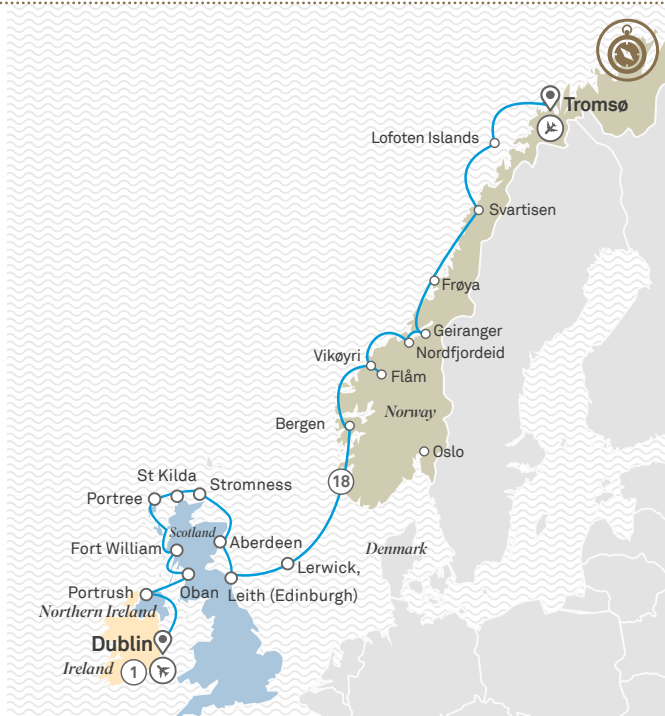 Tromsø
Lofoten Islands
Svartisen
Frøya
Geiranger
Nordfjordeid
Vikøyri
Flåm
Norway
Bergen
Oslo
18
St Kilda
Stromness
Portree
Scotland
Aberdeen
Fort William
Denmark
Lerwick,
Portrush
Oban
Leith (Edinburgh)
Northern Ireland
Dublin
Ireland
1